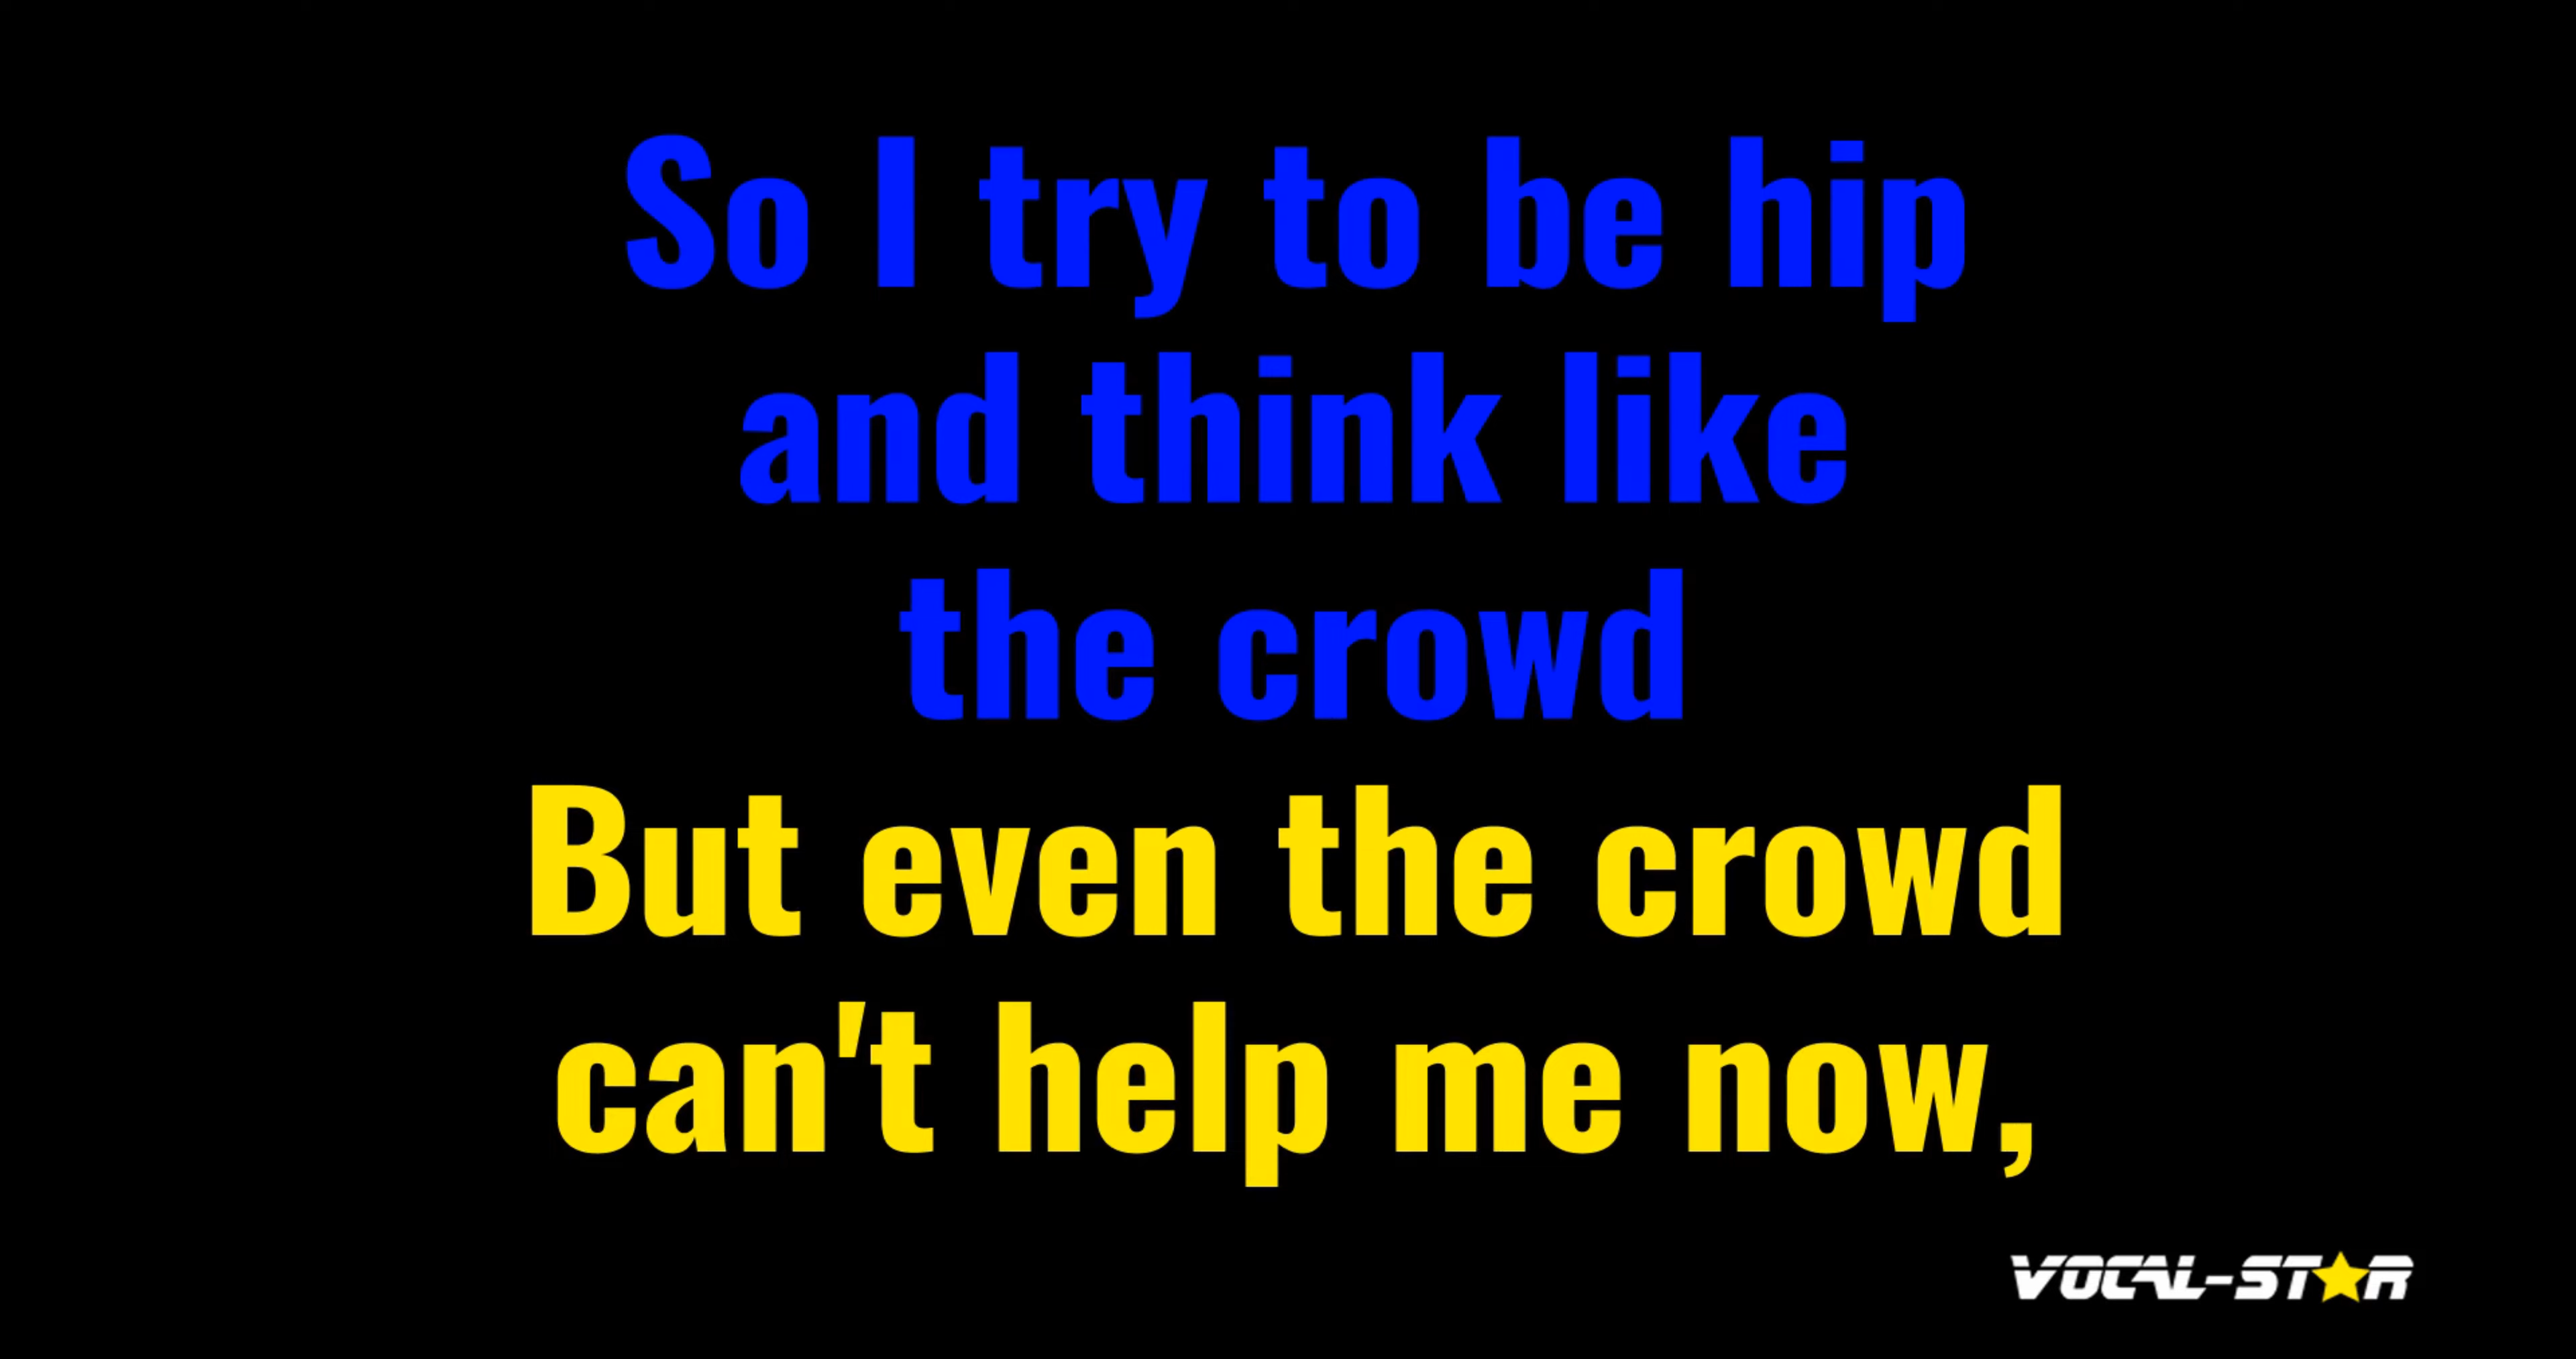 So I try to be hip
and think like
the crowd
But even the crowd
can't help me now,
VOCAL-STAR